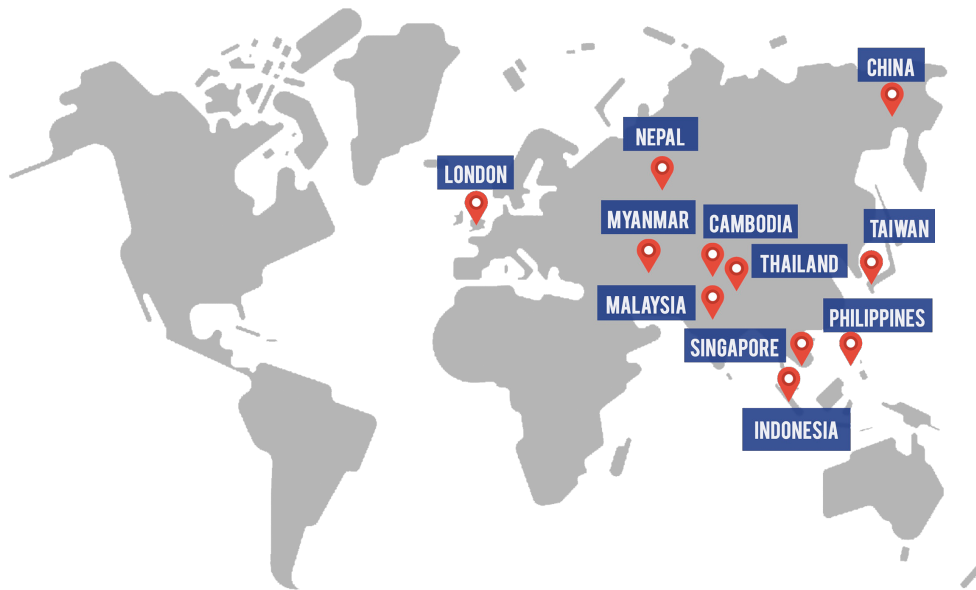 CHINA
NEPAL
LONDON
MYANMAR
CAMBODIA
TAIWAN
THAILAND
MALAYSIA
PHILIPPINES
SINGAPORE
INDONESIA